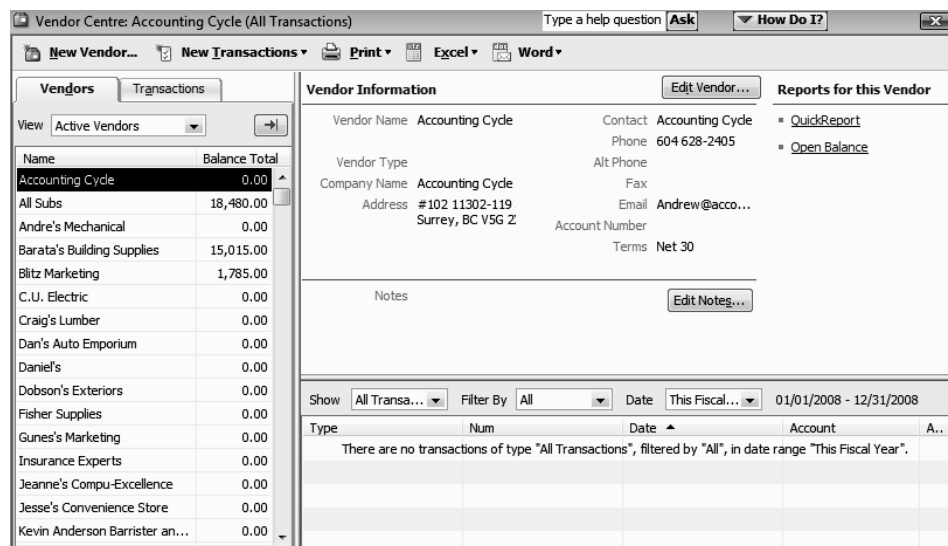 Vendor Centre: Accounting Cycle (All Transactions)
Type a help question Ask
How Do I?
New Vendor...
New Transactions
Print
Excel
Word
Vendors
Transactions
View Active Vendors
Name Balance Total
Accounting Cycle 0.00
All Subs 18,480.00
Andre's Mechanical 0.00
Barata's Building Supplies 15,015.00
Blitz Marketing 1,785.00
C.U. Electric 0.00
Craig's Lumber 0.00
Dan's Auto Emporium 0.00
Daniel's 0.00
Dobson's Exteriors 0.00
Fisher Supplies 0.00
Gunes's Marketing 0.00
Insurance Experts 0.00
Jeanne's Compu-Excellence 0.00
Jesse's Convenience Store 0.00
Kevin Anderson Barrister an... 0.00
Vendor Information
Edit Vendor...
Vendor Name Accounting Cycle
Vendor Type
Company Name Accounting Cycle
Address #102 11302-119
Surrey, BC V5G
Contact Accounting Cycle
Phone 604 628-2405
Alt Phone
Fax
Email Andrew@acco...
Account Number
Terms Net 30
Notes
Edit Notes...
Reports for this Vendor
QuickReport
Open Balance
Show All Transa... Filter By All Date This Fiscal... 01/01/2008 - 12/31/2008
Type Num Date Account A..
There are no transactions of type "All Transactions", filtered by "All", in date range "This Fiscal Year".